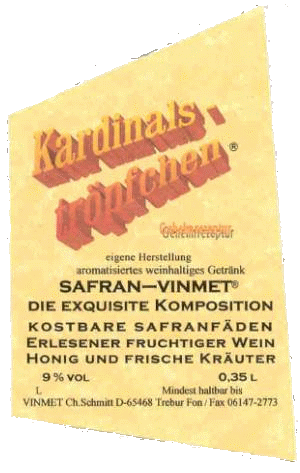 Kardinals-
tröpfchen®
Geheimrezeptur
eigene Herstellung
aromatisiertes weinhaltiges Getränk
SAFRAN—VINMET®
DIE EXQUISITE KOMPOSITION
KOSTBARE SAFRANFÄDEN
ERLESENER FRUCHTIGER WEIN
HONIG UND FRISCHE KRÄUTER
9 % VOL 0,35 L
L Mindest haltbar bis
VINMET Ch.Schmitt D-65468 Trebur Fon / Fax 06147-2773